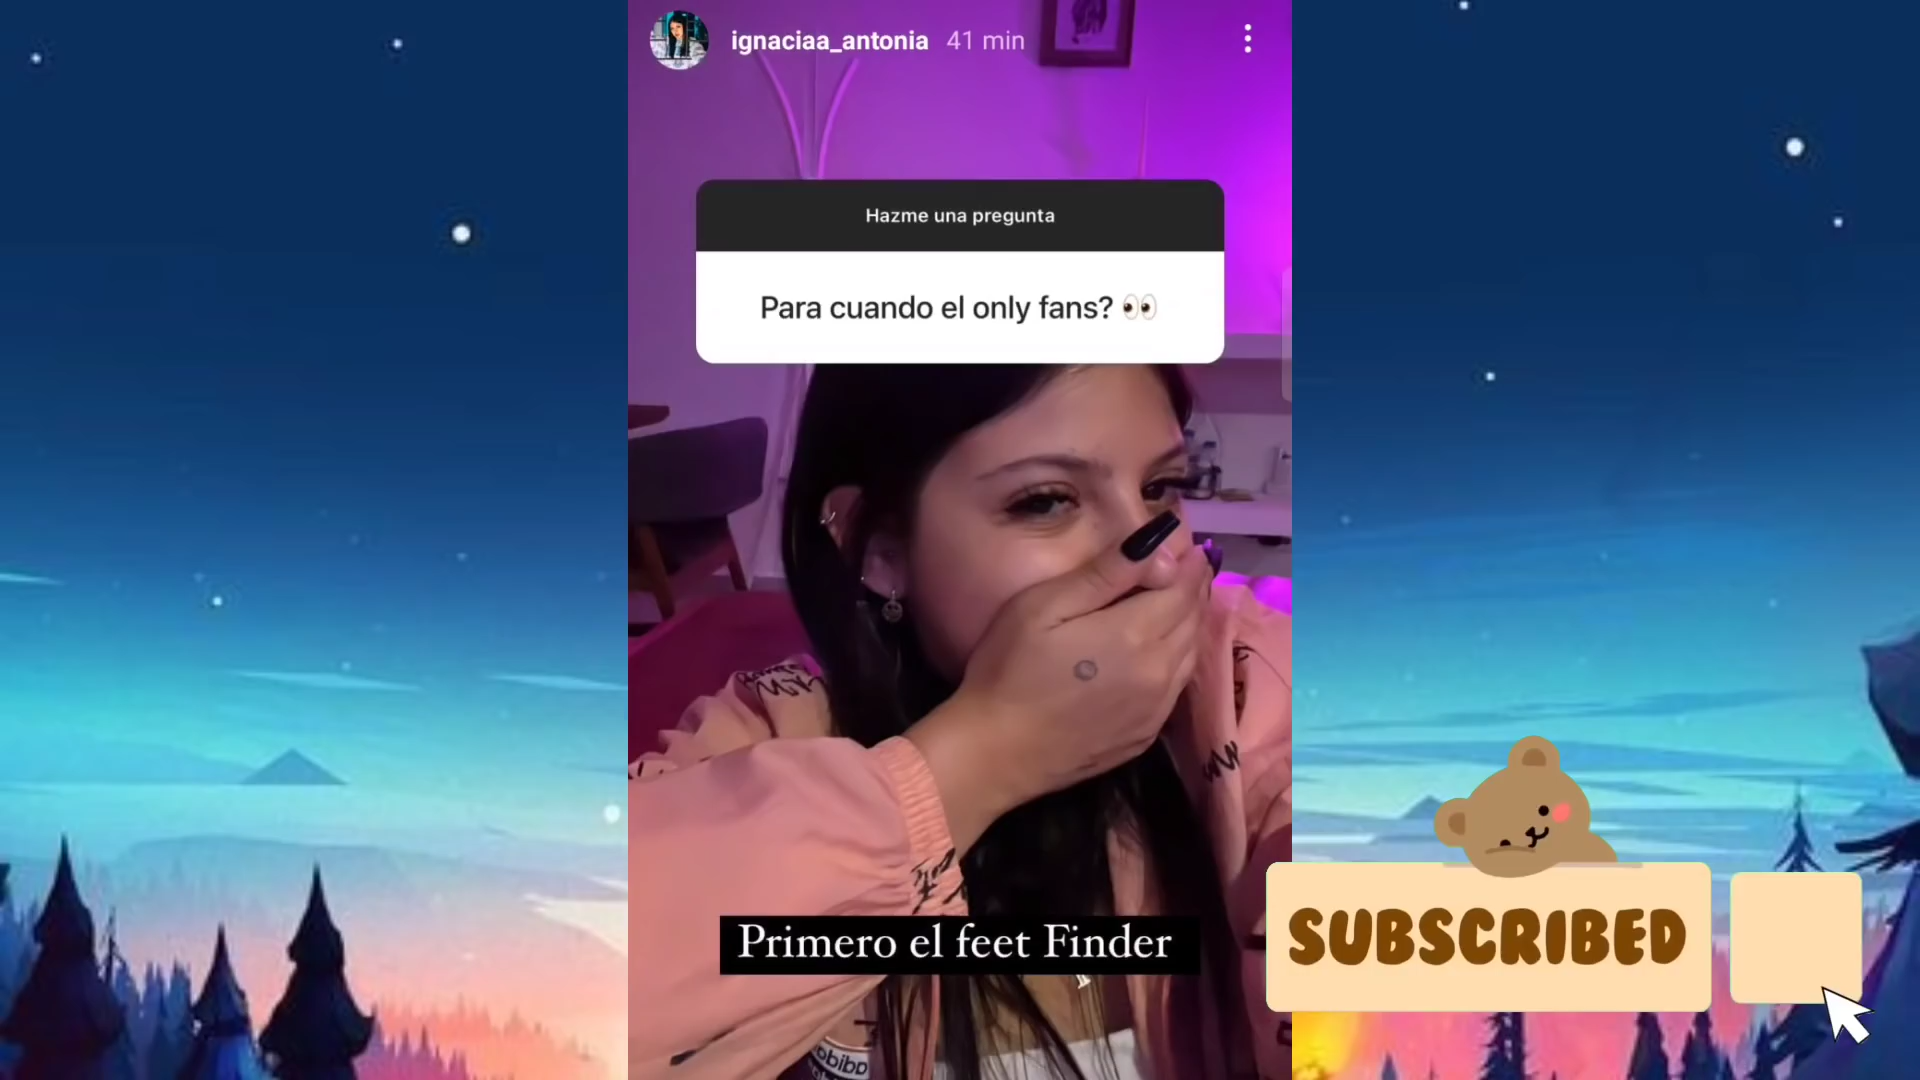 ignaciaa_antonia 41 min
Hazme una pregunta
Para cuando el only fans? 👀
Primero el feet Finder
SUBSCRIBED